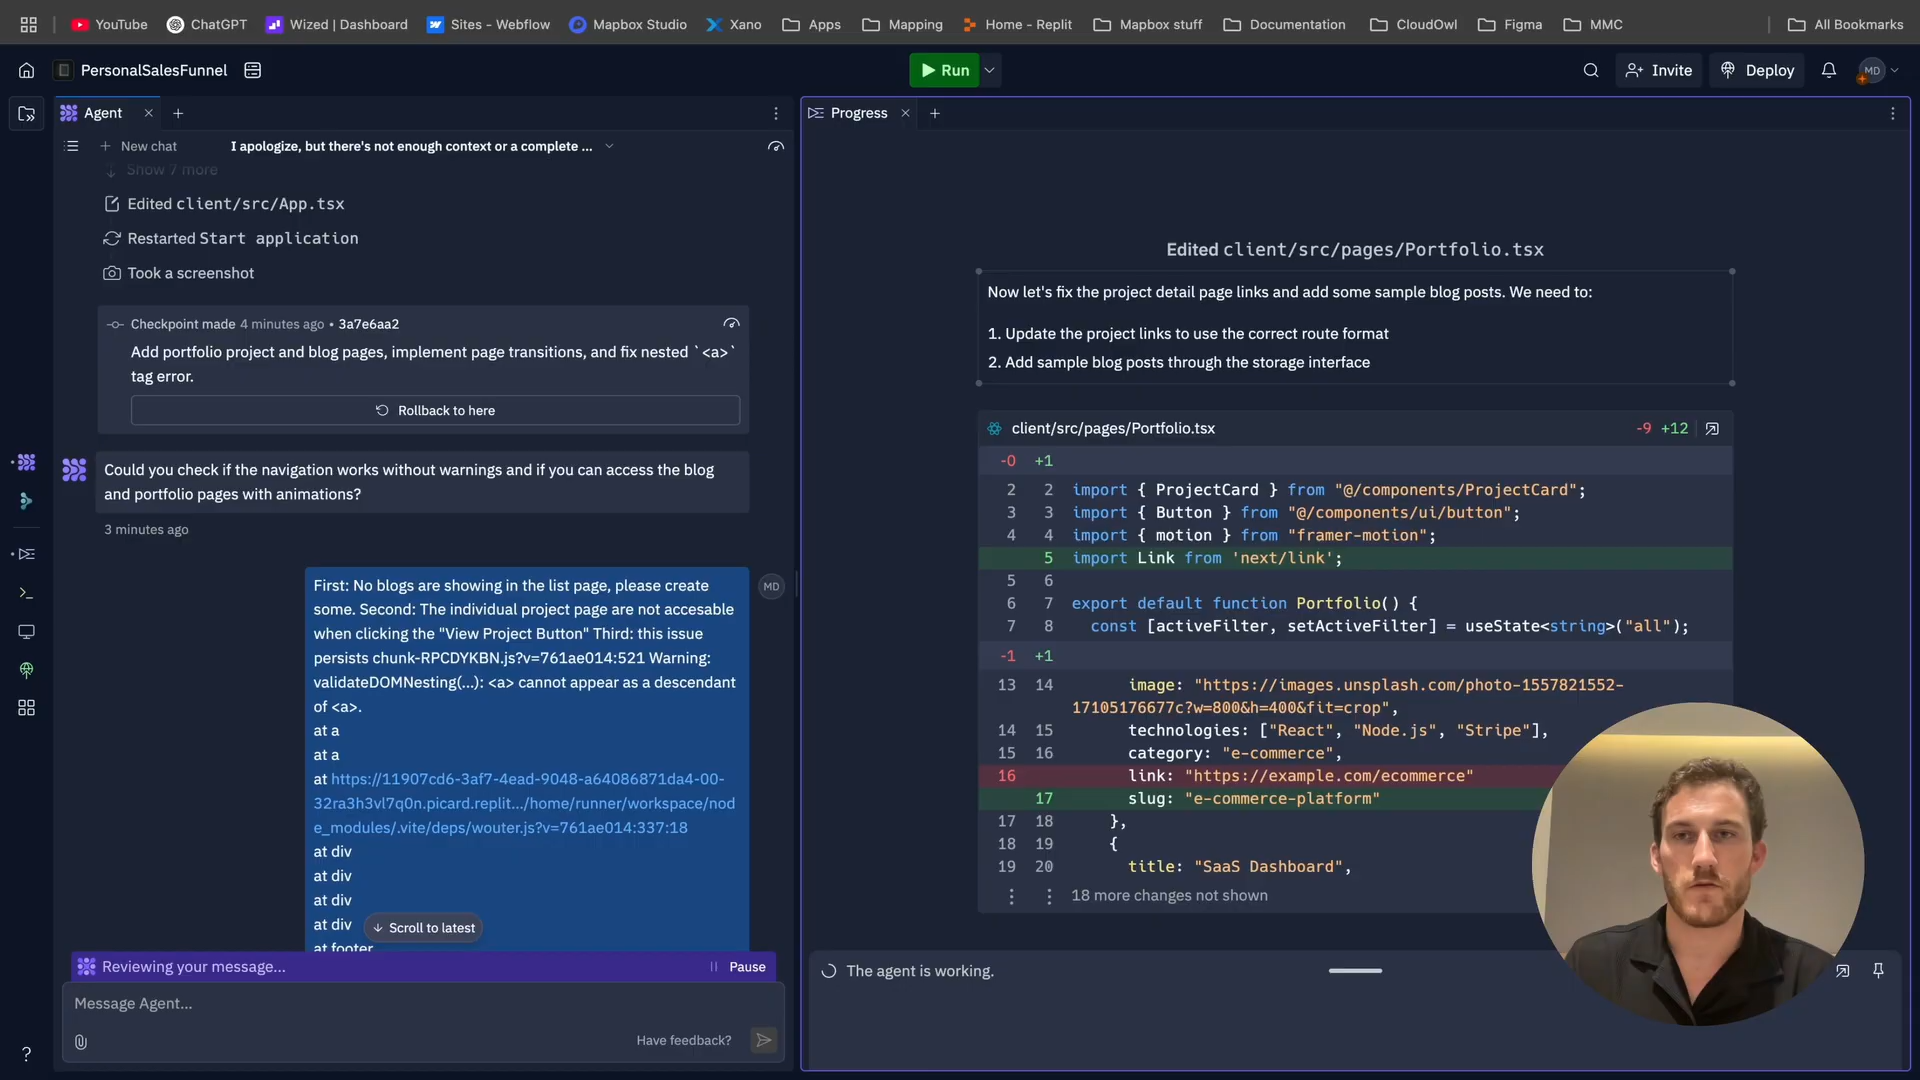 YouTube
ChatGPT
Wized | Dashboard
Sites - Webflow
Mapbox Studio
Xano
Apps
Mapping
Home - Replit
Mapbox stuff
Documentation
CloudOwl
Figma
MMC
All Bookmarks
PersonalSalesFunnel
Run
Invite
Deploy
MD
Agent
New chat
I apologize, but there's not enough context or a complete ...
Show 7 more
Edited client/src/App.tsx
Restarted Start application
Took a screenshot
Checkpoint made 4 minutes ago • 3a7e6aa2
Add portfolio project and blog pages, implement page transitions, and fix nested `<a>`
tag error.
Rollback to here
Could you check if the navigation works without warnings and if you can access the blog
and portfolio pages with animations?
3 minutes ago
MD
First: No blogs are showing in the list page, please create
some. Second: The individual project page are not accesable
when clicking the "View Project Button" Third: this issue
persists chunk-RPCDYKBN.js?v=761ae014:521 Warning:
validateDOMNesting(...): <a> cannot appear as a descendant
of <a>.
at a
at a
at https://11907cd6-3af7-4ead-9048-a64086871da4-00-
32ra3h3vl7q0n.picard.replit.../home/runner/workspace/nod
e_modules/.vite/deps/wouter.js?v=761ae014:337:18
at div
at div
at div
at div
at footer
Scroll to latest
Reviewing your message...
Pause
Message Agent...
Have feedback?
?
Progress
Edited client/src/pages/Portfolio.tsx
Now let's fix the project detail page links and add some sample blog posts. We need to:
1. Update the project links to use the correct route format
2. Add sample blog posts through the storage interface
client/src/pages/Portfolio.tsx
-9 +12
-0 +1
2 2 import { ProjectCard } from "@/components/ProjectCard";
3 3 import { Button } from "@/components/ui/button";
4 4 import { motion } from "framer-motion";
5 import Link from 'next/link';
5 6
6 7 export default function Portfolio() {
7 8 const [activeFilter, setActiveFilter] = useState<string>("all");
-1 +1
13 14 image: "https://images.unsplash.com/photo-1557821552-
17105176677c?w=800&h=400&fit=crop",
14 15 technologies: ["React", "Node.js", "Stripe"],
15 16 category: "e-commerce",
16 link: "https://example.com/ecommerce"
17 slug: "e-commerce-platform"
17 18 },
18 19 {
19 20 title: "SaaS Dashboard",
18 more changes not shown
The agent is working.